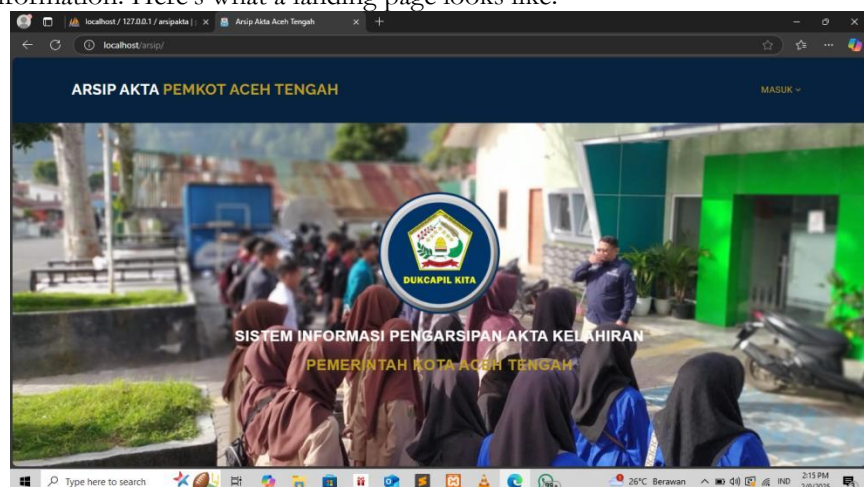 formation. Here's what a landing page looks like:
localhost / 127.0.0.1 / arsipakta |
Arsip Akta Aceh Tengah
localhost/arsip/
ARSIP AKTA PEMKOT ACEH TENGAH
MASUK
DUKCAPIL KITA
SISTEM INFORMASI PENGARSIPAN AKTA KELAHIRAN
PEMERINTAH KOTA ACEH TENGAH
Type here to search
99+
26°C Berawan
IND
2:15 PM